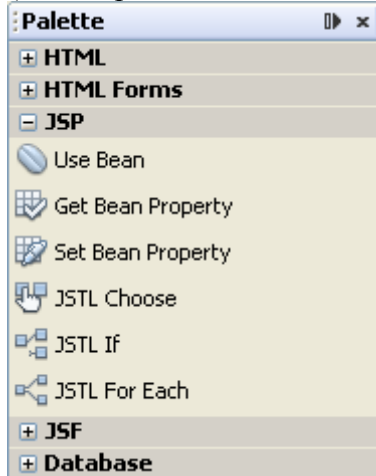 Palette
HTML
HTML Forms
JSP
Use Bean
Get Bean Property
Set Bean Property
JSTL Choose
JSTL If
JSTL For Each
JSF
Database